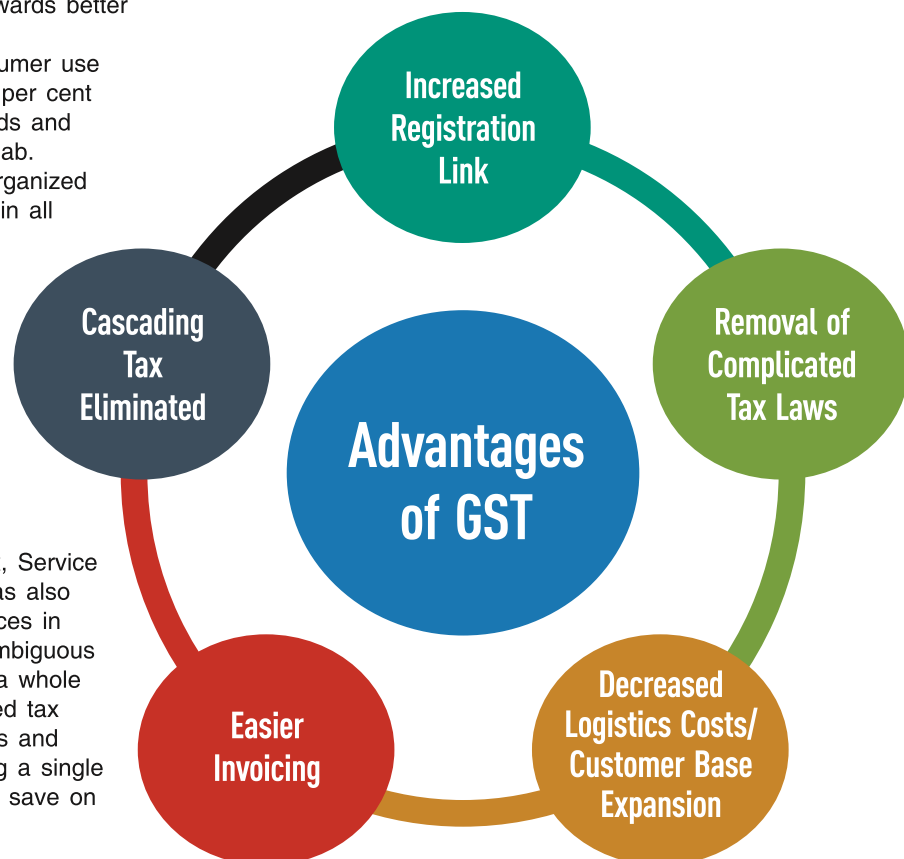 wards better
umer use
per cent
ds and
ab.
rganized
in all
, Service
as also
ces in
mbiguous
a whole
ed tax
s and
g a single
save on
Increased
Registration
Link
Removal of
Complicated
Tax Laws
Decreased
Logistics Costs/
Customer Base
Expansion
Easier
Invoicing
Cascading
Tax
Eliminated
Advantages
of GST